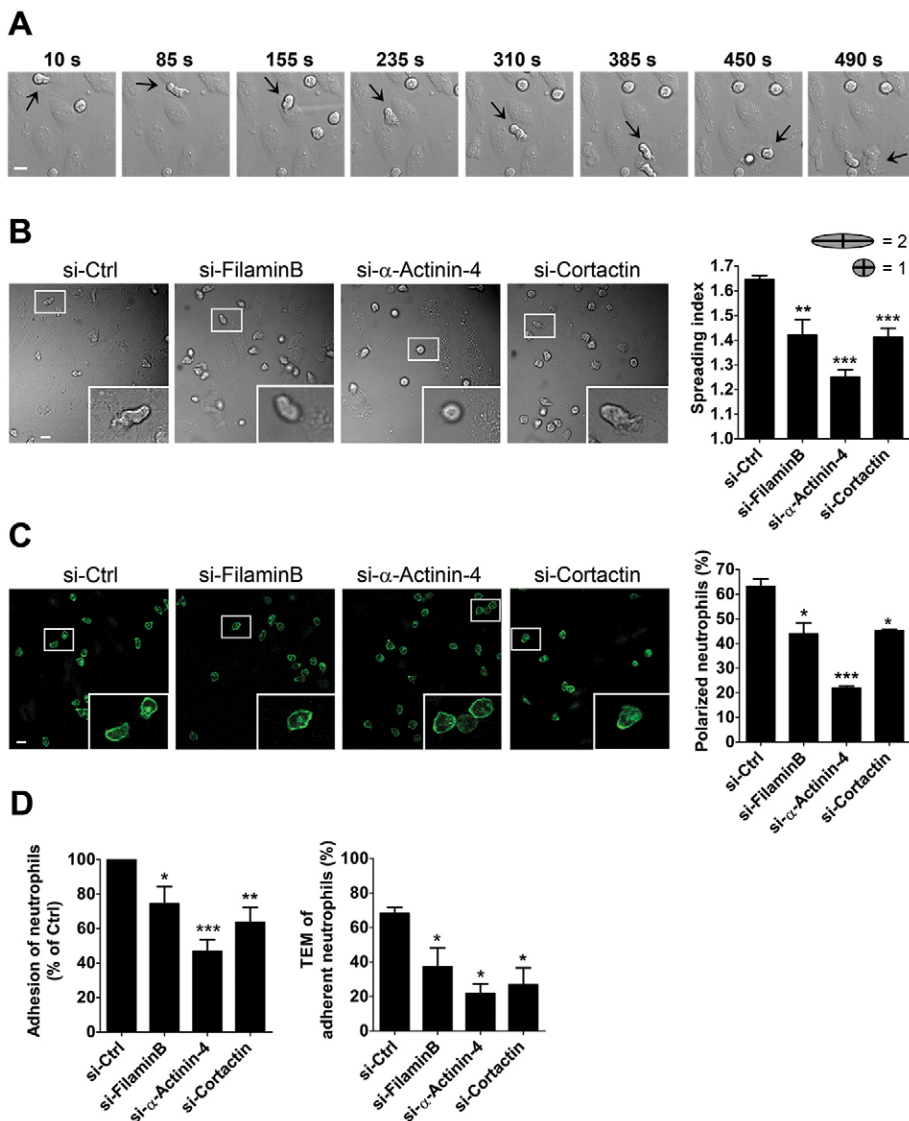 A
10 s 85 s 155 s 235 s 310 s 385 s 450 s 490 s
B
si-Ctrl si-FilaminB si-α-Actinin-4 si-Cortactin
= 2
= 1
Spreading index
1.7
1.6
1.5
1.4
1.3
1.2
1.1
1.0
** *** ***
si-Ctrl
si-FilaminB
si-α-Actinin-4
si-Cortactin
C
si-Ctrl si-FilaminB si-α-Actinin-4 si-Cortactin
Polarized neutrophils (%)
70
60
50
40
30
20
10
0
* *** *
si-Ctrl
si-FilaminB
si-α-Actinin-4
si-Cortactin
D
Adhesion of neutrophils
(% of Ctrl)
100
80
60
40
20
0
* *** **
si-Ctrl
si-FilaminB
si-α-Actinin-4
si-Cortactin
TEM of
adherent neutrophils (%)
100
80
60
40
20
0
* * *
si-Ctrl
si-FilaminB
si-α-Actinin-4
si-Cortactin